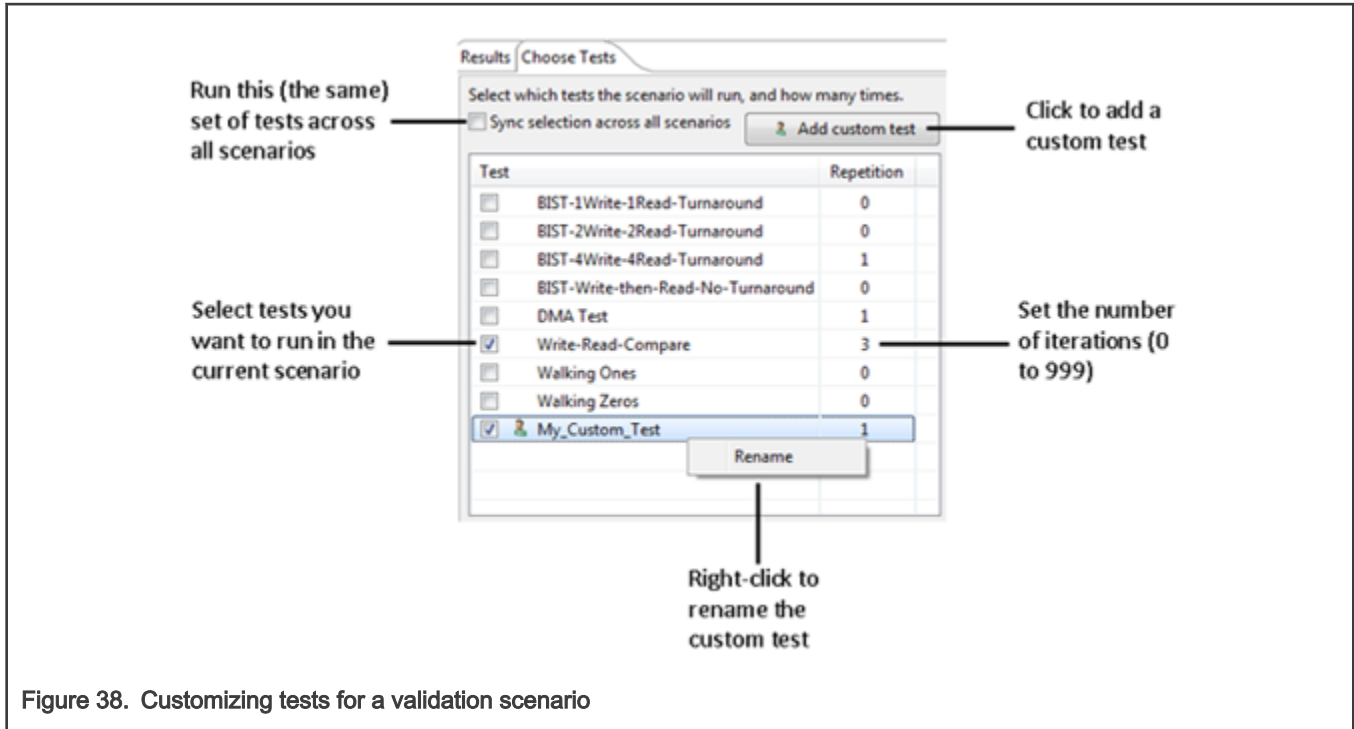 Results Choose Tests
Run this (the same)
set of tests across
all scenarios
Select which tests the scenario will run, and how many times.
Sync selection across all scenarios
Add custom test
Click to add a
custom test
Test Repetition
BIST-1Write-1Read-Turnaround 0
BIST-2Write-2Read-Turnaround 0
BIST-4Write-4Read-Turnaround 1
BIST-Write-then-Read-No-Turnaround 0
DMA Test 1
Write-Read-Compare 3
Walking Ones 0
Walking Zeros 0
My_Custom_Test 1
Rename
Select tests you
want to run in the
current scenario
Set the number
of iterations (0
to 999)
Right-click to
rename the
custom test
Figure 38. Customizing tests for a validation scenario